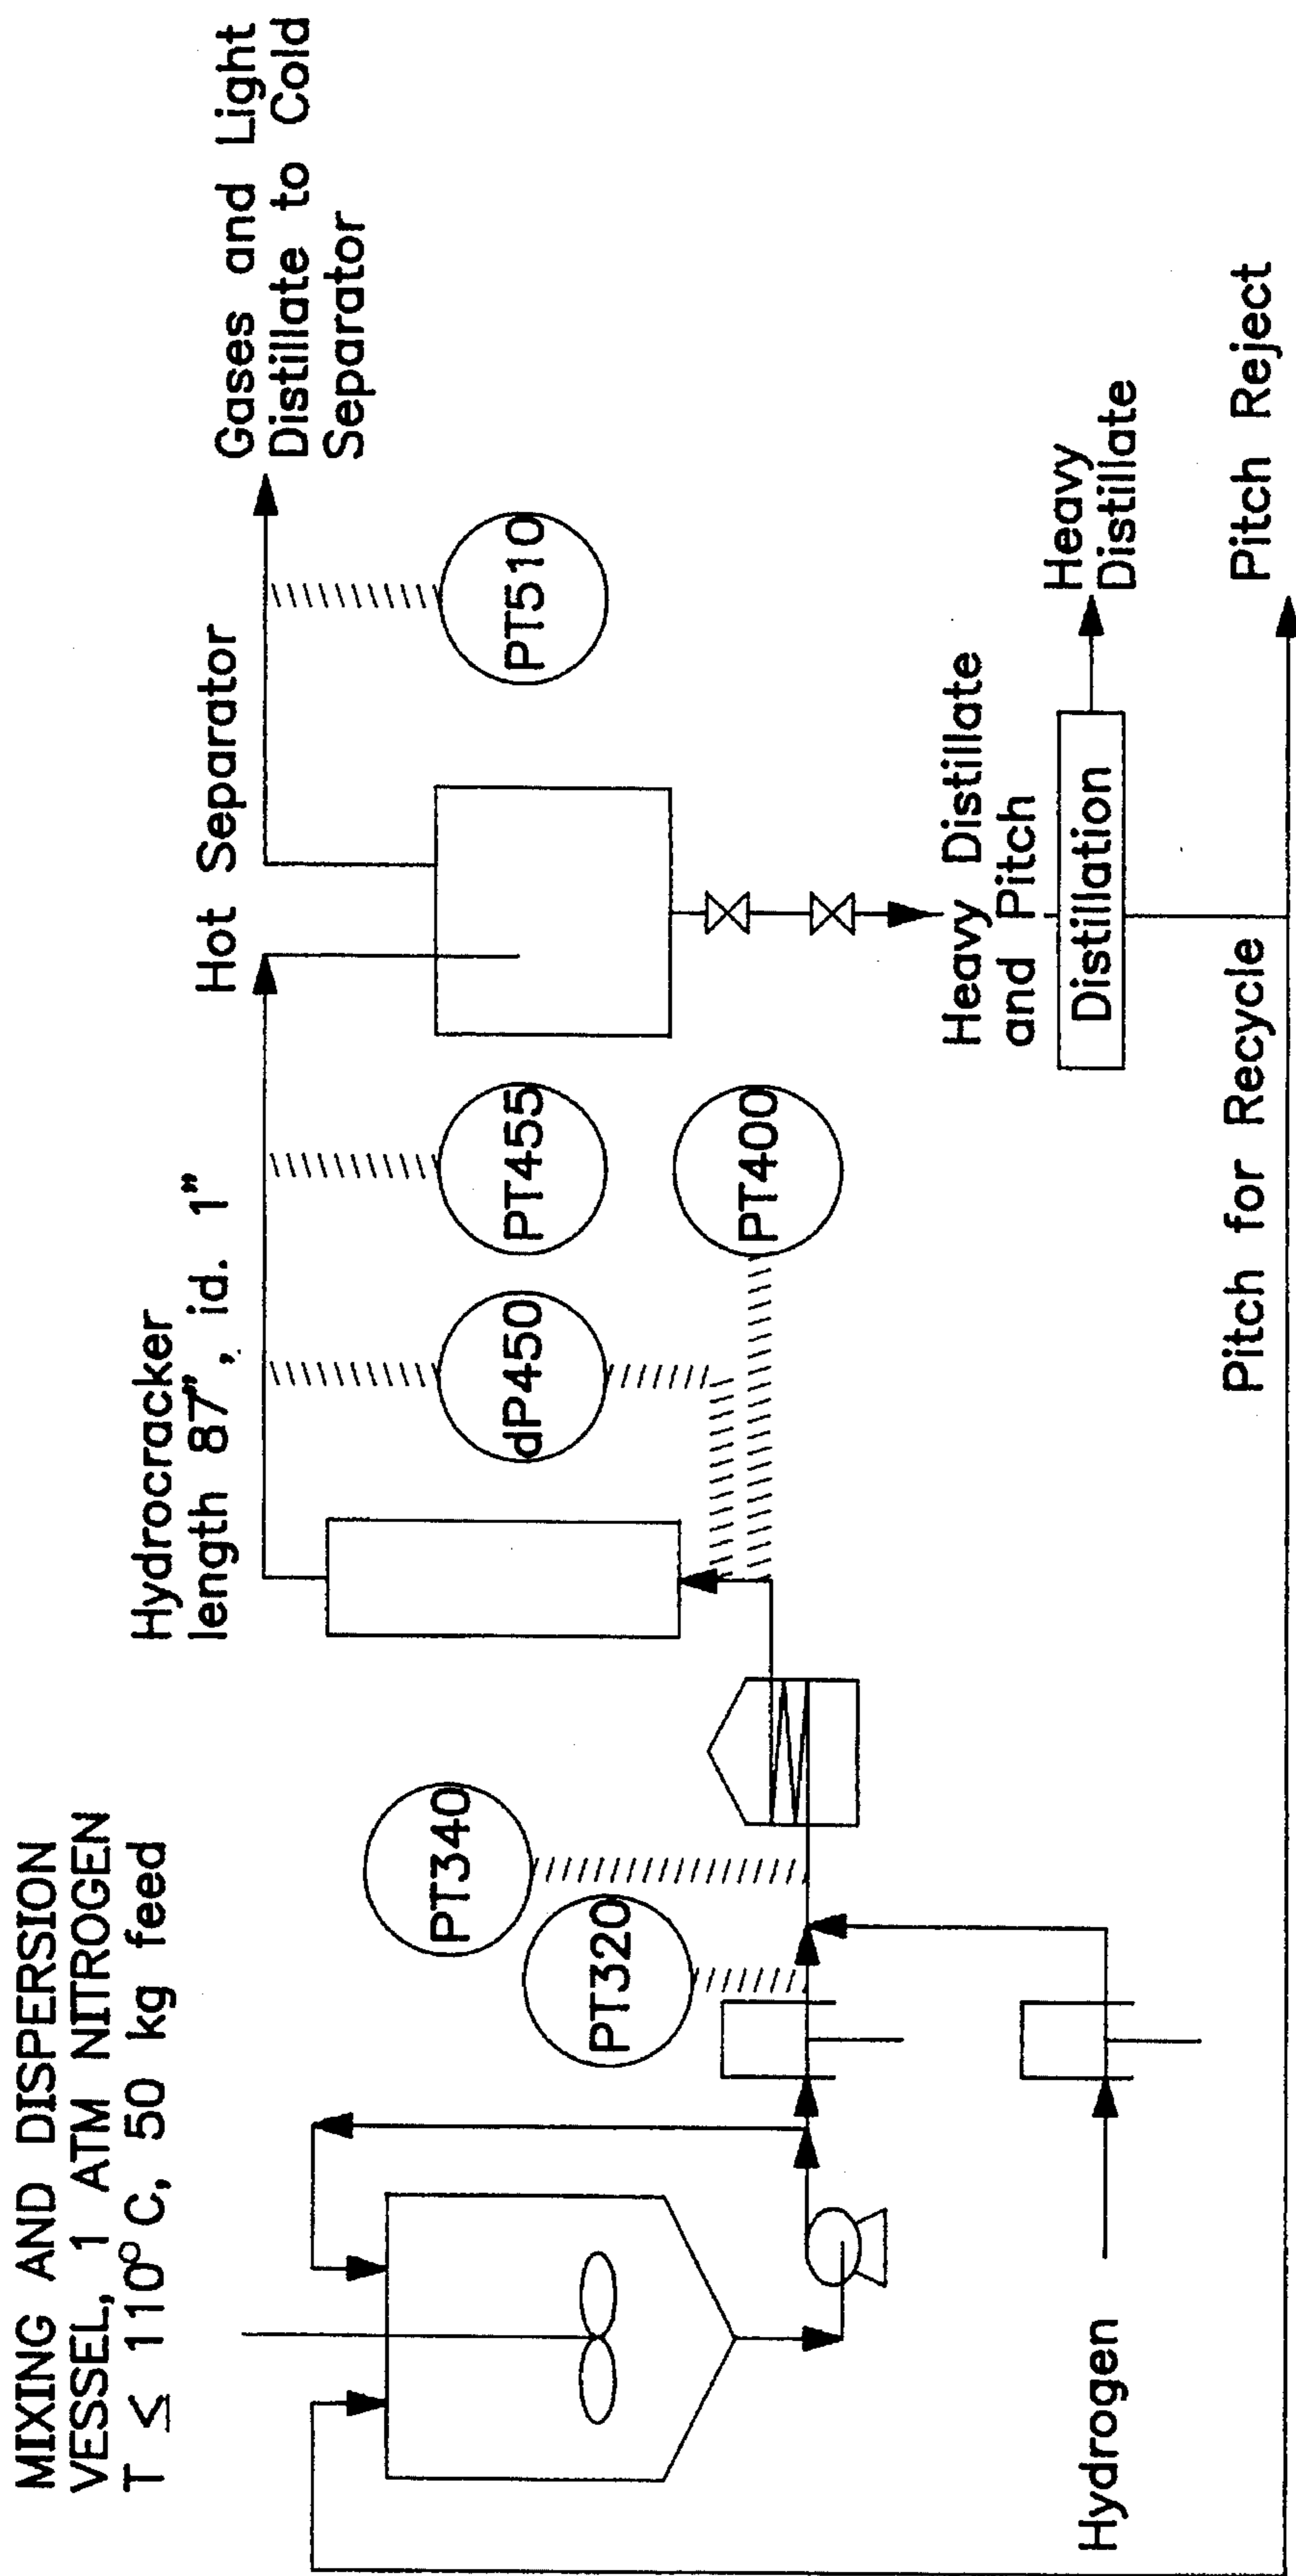 MIXING AND DISPERSION
VESSEL, 1 ATM NITROGEN
T ≤ 110° C, 50 kg feed
Hydrocracker
length 87", id. 1"
Hot Separator
Gases and Light
Distillate to Cold
Separator
PT340
PT320
dP450
PT455
PT400
PT510
Heavy Distillate
and Pitch
Distillation
Heavy
Distillate
Hydrogen
Pitch for Recycle
Pitch Reject